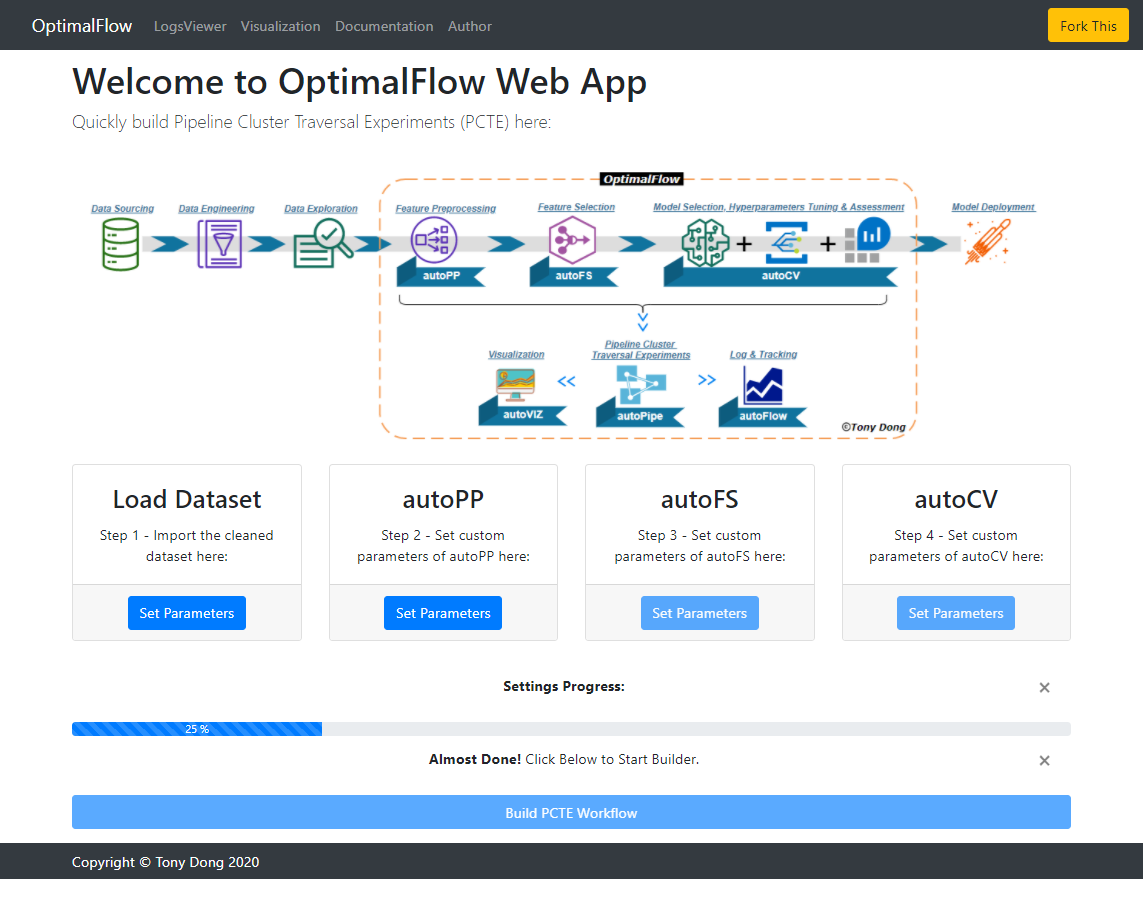 OptimalFlow LogsViewer Visualization Documentation Author Fork This
Welcome to OptimalFlow Web App
Quickly build Pipeline Cluster Traversal Experiments (PCTE) here:
OptimalFlow
Data Sourcing Data Engineering Data Exploration Feature Preprocessing Feature Selection Model Selection, Hyperparameters Tuning & Assessment Model Deployment
+ +
autoPP autoFS autoCV
Visualization
Pipeline Cluster
Traversal Experiments
Log & Tracking
<< >>
autoVIZ autoPipe autoFlow
©Tony Dong
Load Dataset
Step 1 - Import the cleaned
dataset here:
Set Parameters
autoPP
Step 2 - Set custom
parameters of autoPP here:
Set Parameters
autoFS
Step 3 - Set custom
parameters of autoFS here:
Set Parameters
autoCV
Step 4 - Set custom
parameters of autoCV here:
Set Parameters
Settings Progress: ×
25 %
Almost Done! Click Below to Start Builder. ×
Build PCTE Workflow
Copyright © Tony Dong 2020